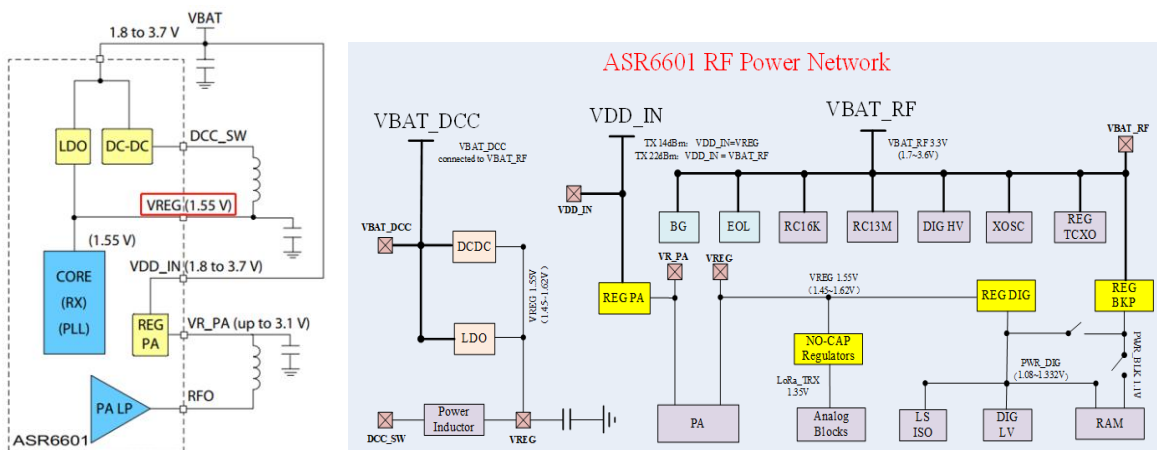 VBAT
1.8 to 3.7 V
LDO
DC-DC
DCC_SW
VREG (1.55 V)
(1.55 V)
VDD_IN (1.8 to 3.7 V)
CORE
(RX)
(PLL)
REG
PA
VR_PA (up to 3.1 V)
RFO
PA LP
ASR6601
ASR6601 RF Power Network
VBAT_DCC
VBAT_DCC
connected to VBAT_RF
VBAT_DCC
DCDC
LDO
VREG 1.55V
(1.45~1.62V)
DCC_SW
Power
Inductor
VREG
VDD_IN
TX 14dBm: VDD_IN=VREG
TX 22dBm: VDD_IN = VBAT_RF
VDD_IN
REG PA
VR_PA
VREG
PA
VBAT_RF
VBAT_RF 3.3V
(1.7~3.6V)
VBAT_RF
BG
EOL
RC16K
RC13M
DIG HV
XOSC
REG
TCXO
VREG 1.55V
(1.45~1.62V)
REG DIG
REG
BKP
NO-CAP
Regulators
LoRa_TRX
1.35V
Analog
Blocks
PWR_DIG
(1.08~1.332V)
PWR_BLK 1.1V
LS
ISO
DIG
LV
RAM